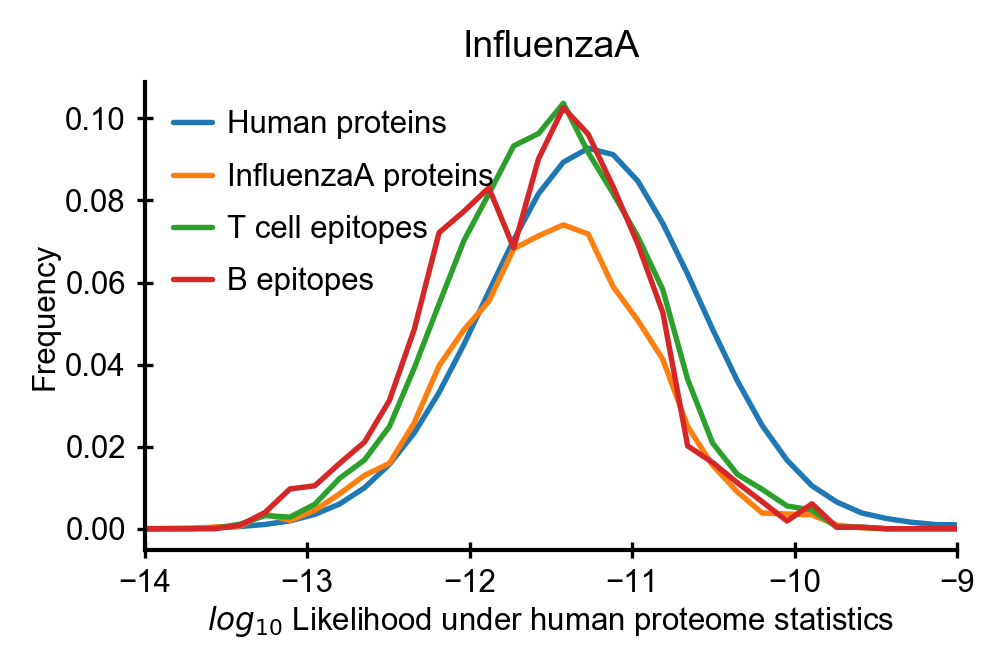 InfluenzaA
Human proteins
InfluenzaA proteins
T cell epitopes
B epitopes
Frequency
0.10
0.08
0.06
0.04
0.02
0.00
−14 −13 −12 −11 −10 −9
log10 Likelihood under human proteome statistics